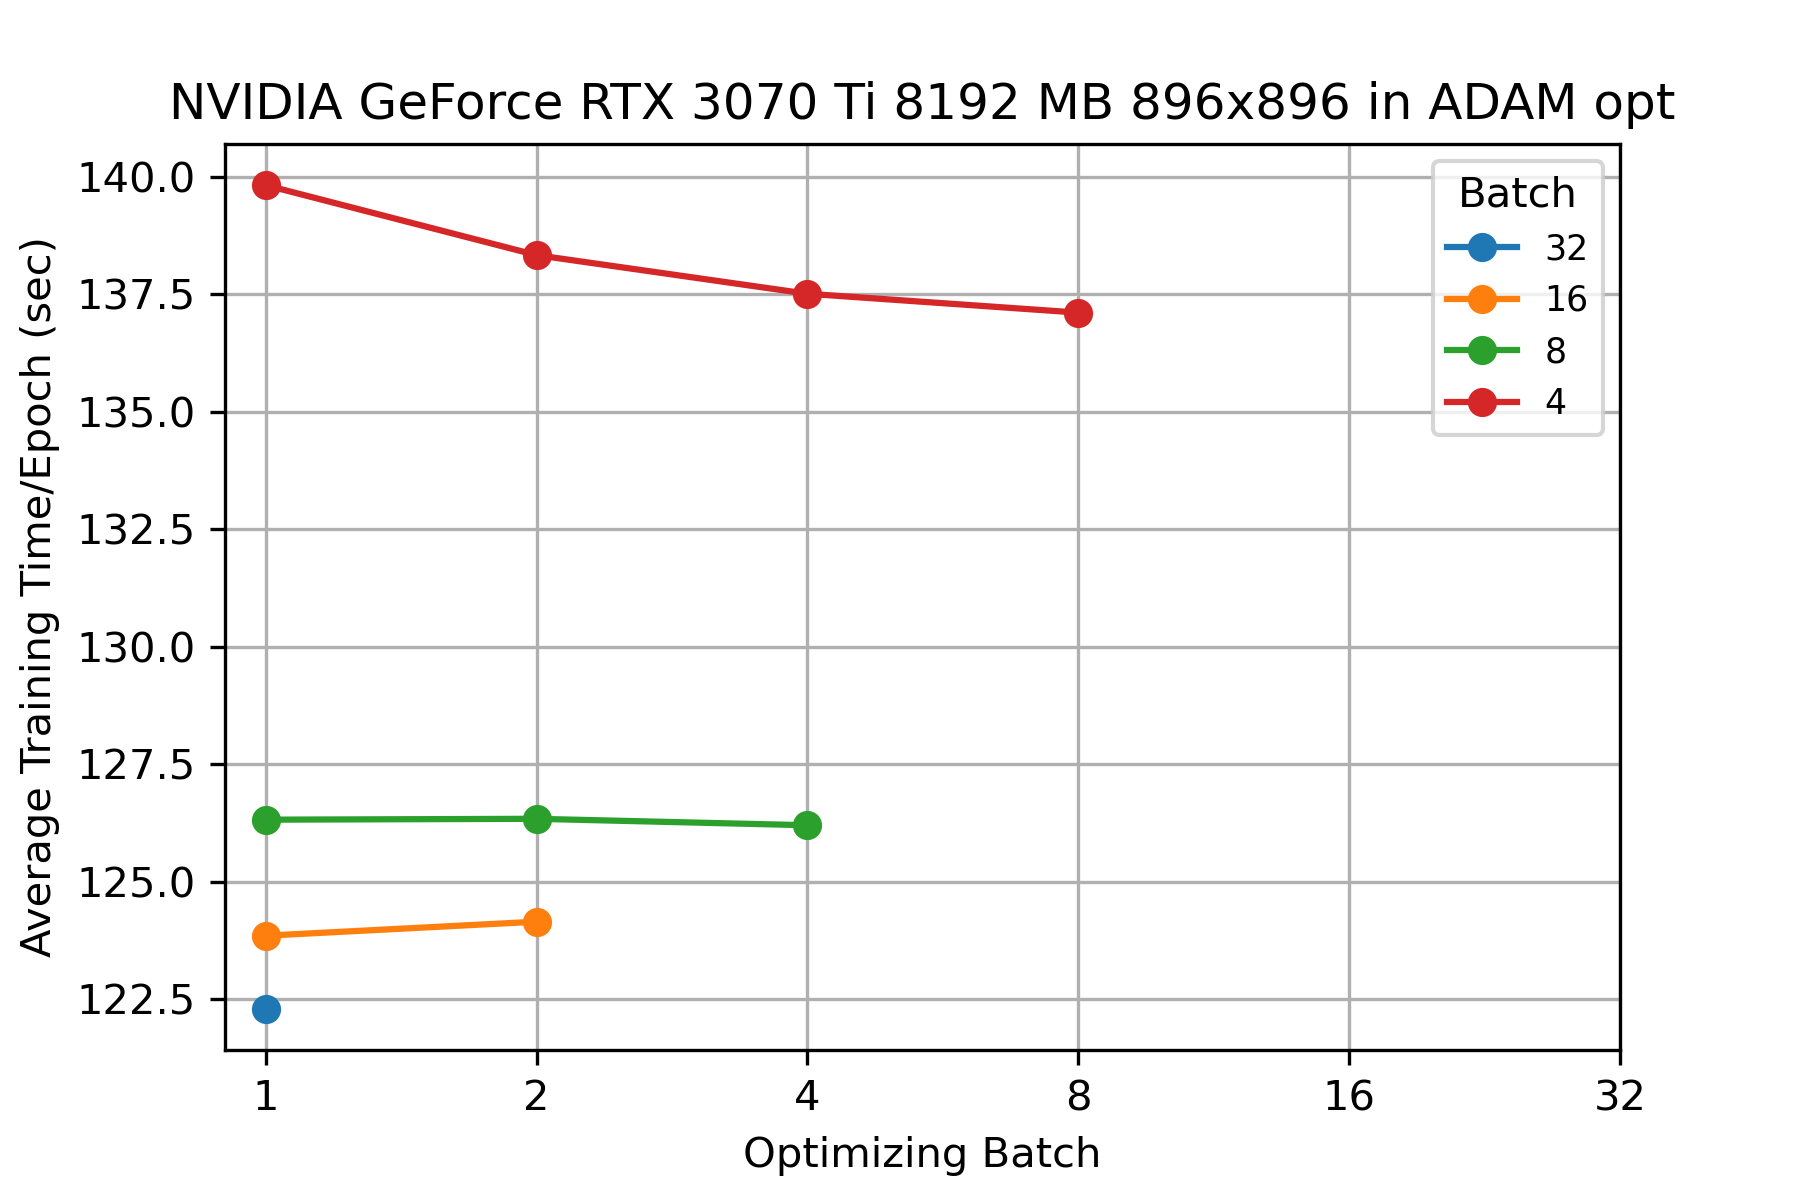 NVIDIA GeForce RTX 3070 Ti 8192 MB 896x896 in ADAM opt
Average Training Time/Epoch (sec)
140.0
137.5
135.0
132.5
130.0
127.5
125.0
122.5
Batch
32
16
8
4
1 2 4 8 16 32
Optimizing Batch